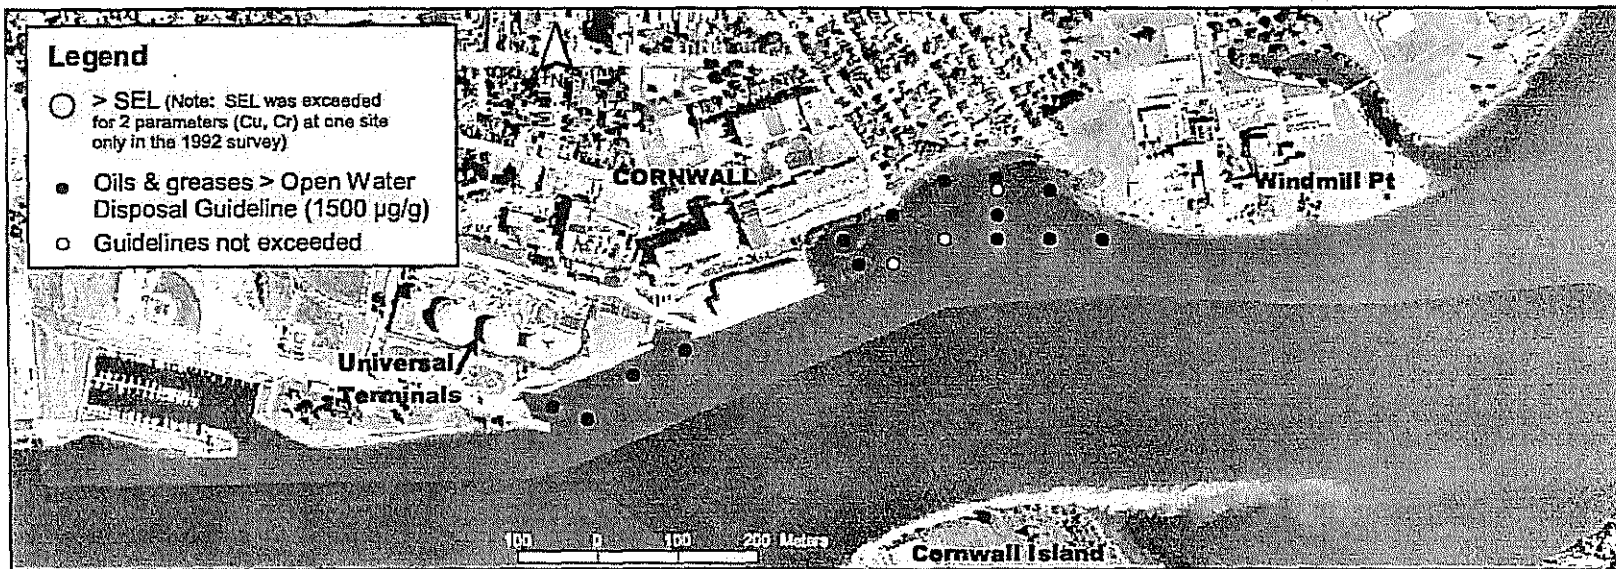 Legend
> SEL (Note: SEL was exceeded
for 2 parameters (Cu, Cr) at one site
only in the 1992 survey)
Oils & greases > Open Water
Disposal Guideline (1500 µg/g)
Guidelines not exceeded
N
CORNWALL
Windmill Pt
Universal
Terminals
100 0 100 200 Meters
Cornwall Island